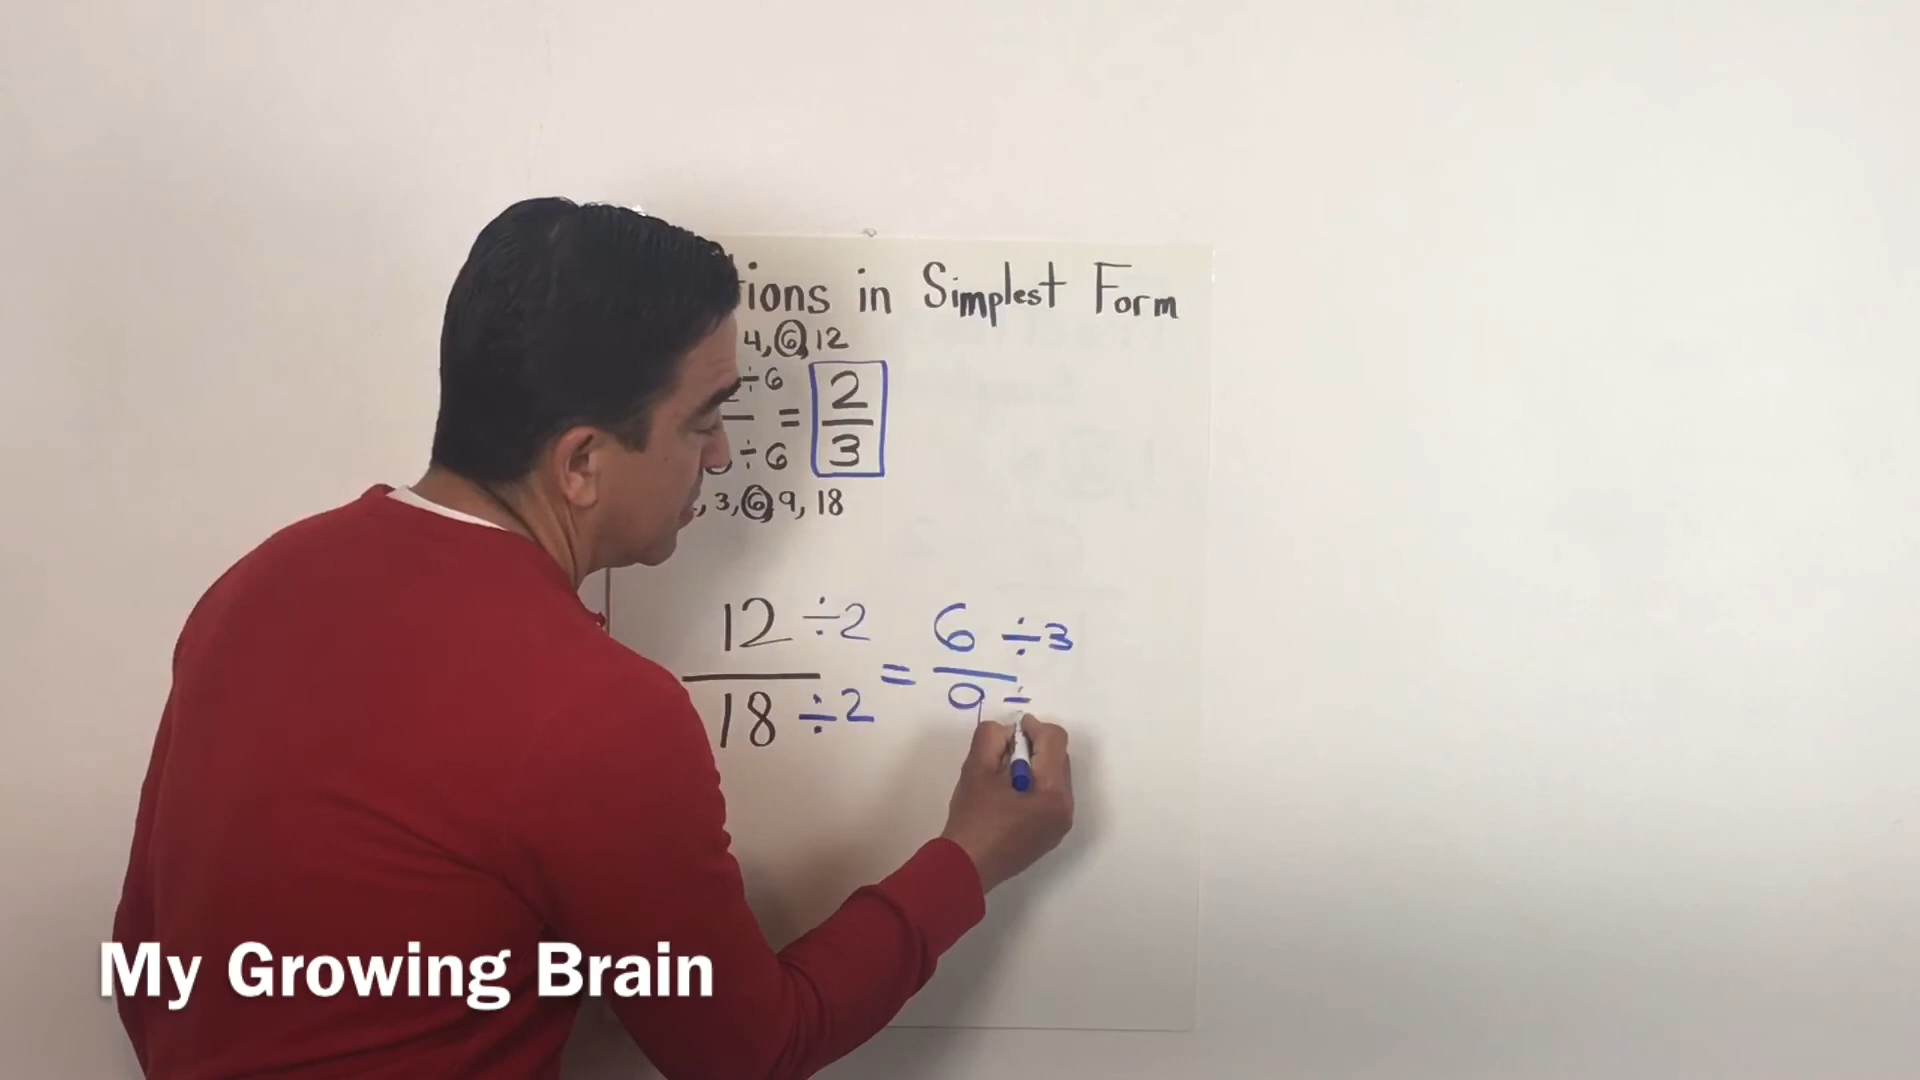 tions in Simplest Form
4, 6, 12
÷6
= 2/3
÷6
, 3, 6, 9, 18
12 ÷2 = 6 ÷3
18 ÷2 9 ÷
My Growing Brain